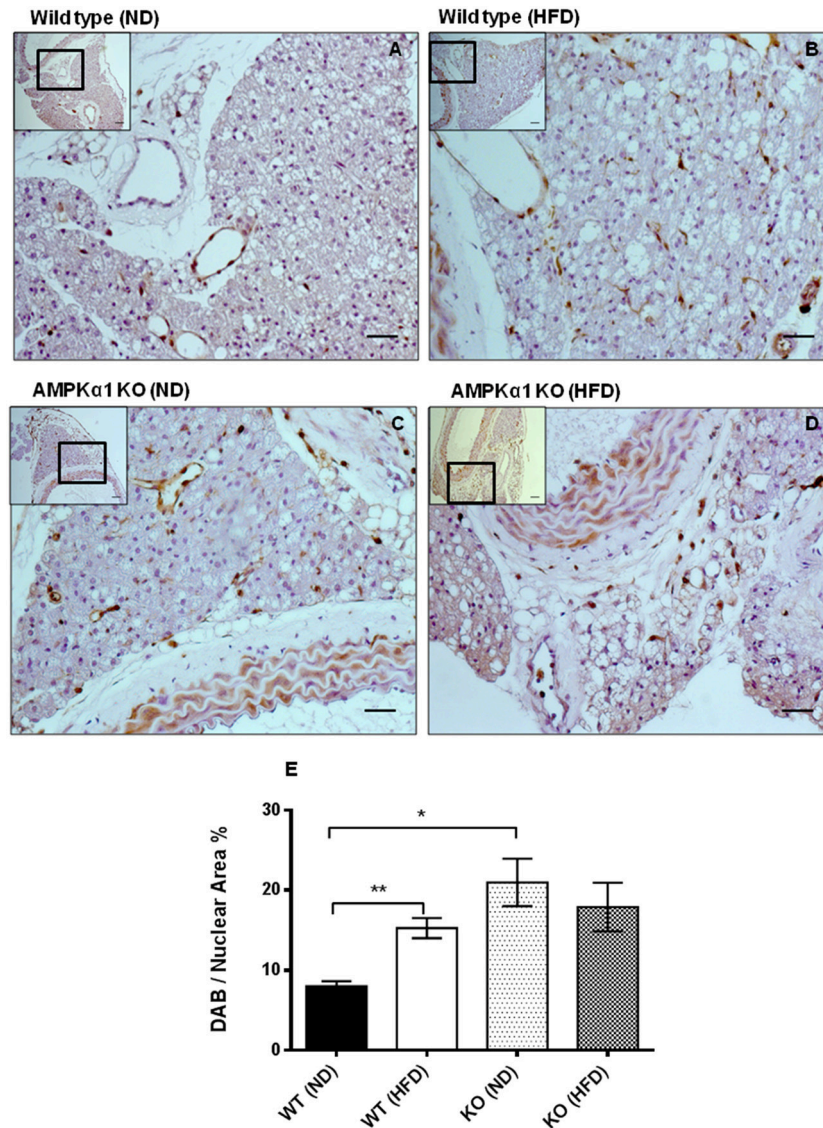 Wild type (ND)
Wild type (HFD)
A
B
AMPKα1 KO (ND)
AMPKα1 KO (HFD)
C
D
E
DAB / Nuclear Area %
30
20
10
0
*
**
WT (ND)
WT (HFD)
KO (ND)
KO (HFD)